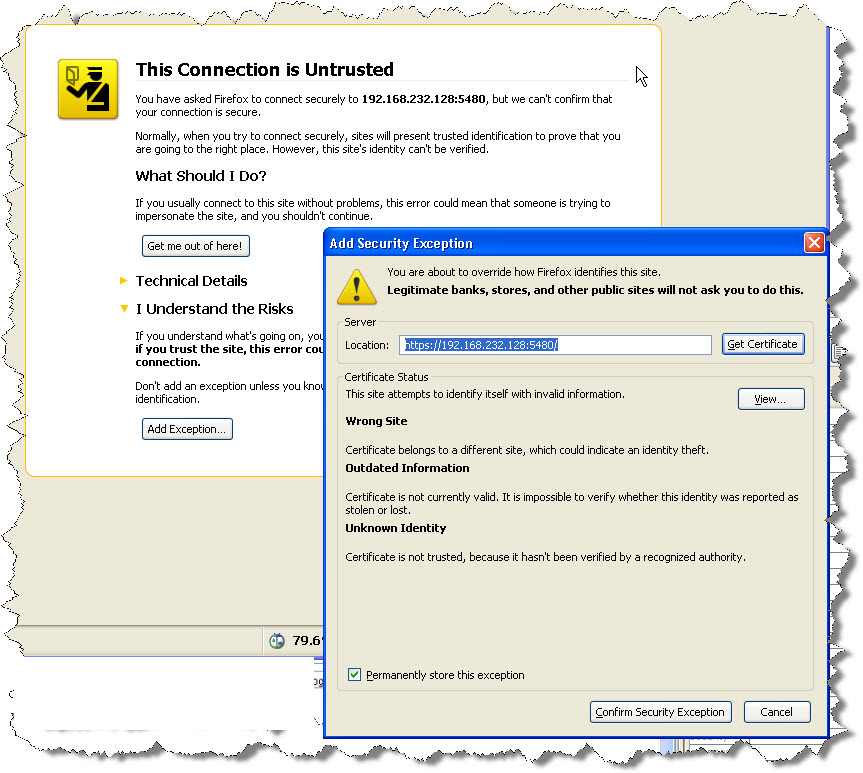 This Connection is Untrusted
You have asked Firefox to connect securely to 192.168.232.128:5480, but we can't confirm that
your connection is secure.
Normally, when you try to connect securely, sites will present trusted identification to prove that you
are going to the right place. However, this site's identity can't be verified.
What Should I Do?
If you usually connect to this site without problems, this error could mean that someone is trying to
impersonate the site, and you shouldn't continue.
Get me out of here!
Technical Details
I Understand the Risks
If you understand what's going on, you
if you trust the site, this error cou
connection.
Don't add an exception unless you know
identification.
Add Exception...
79.6°
Add Security Exception
You are about to override how Firefox identifies this site.
Legitimate banks, stores, and other public sites will not ask you to do this.
Server
Location:
https://192.168.232.128:5480/
Get Certificate
Certificate Status
This site attempts to identify itself with invalid information.
View...
Wrong Site
Certificate belongs to a different site, which could indicate an identity theft.
Outdated Information
Certificate is not currently valid. It is impossible to verify whether this identity was reported as
stolen or lost.
Unknown Identity
Certificate is not trusted, because it hasn't been verified by a recognized authority.
Permanently store this exception
Confirm Security Exception
Cancel